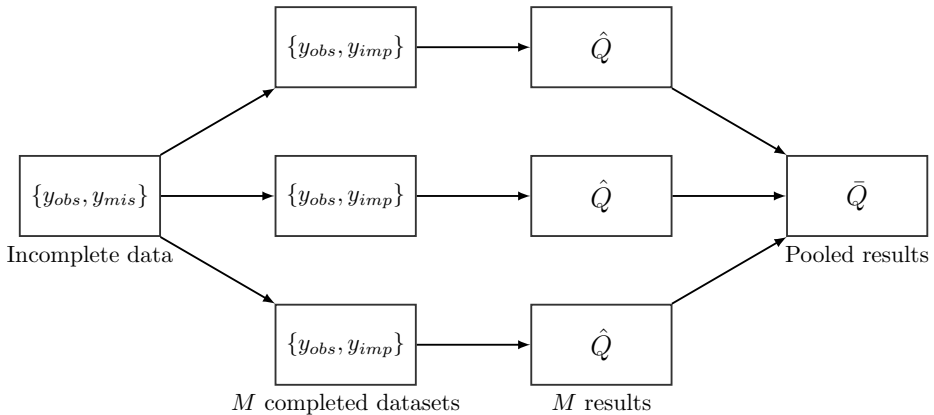 {y_obs, y_imp}
Q̂
{y_obs, y_mis}
{y_obs, y_imp}
Q̂
Q̄
Incomplete data
Pooled results
{y_obs, y_imp}
Q̂
M completed datasets
M results